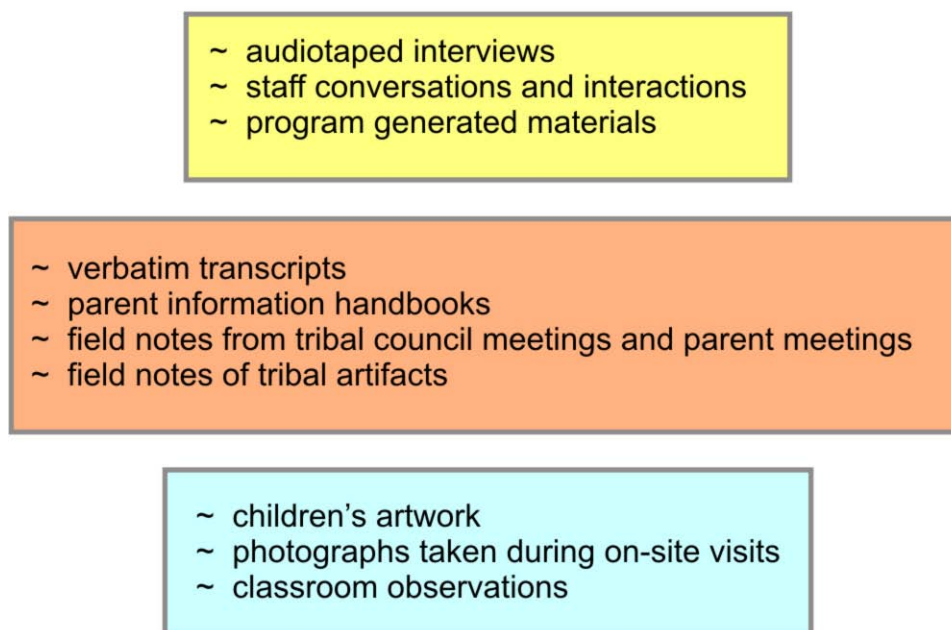 ~ audiotaped interviews
~ staff conversations and interactions
~ program generated materials
~ verbatim transcripts
~ parent information handbooks
~ field notes from tribal council meetings and parent meetings
~ field notes of tribal artifacts
~ children’s artwork
~ photographs taken during on-site visits
~ classroom observations